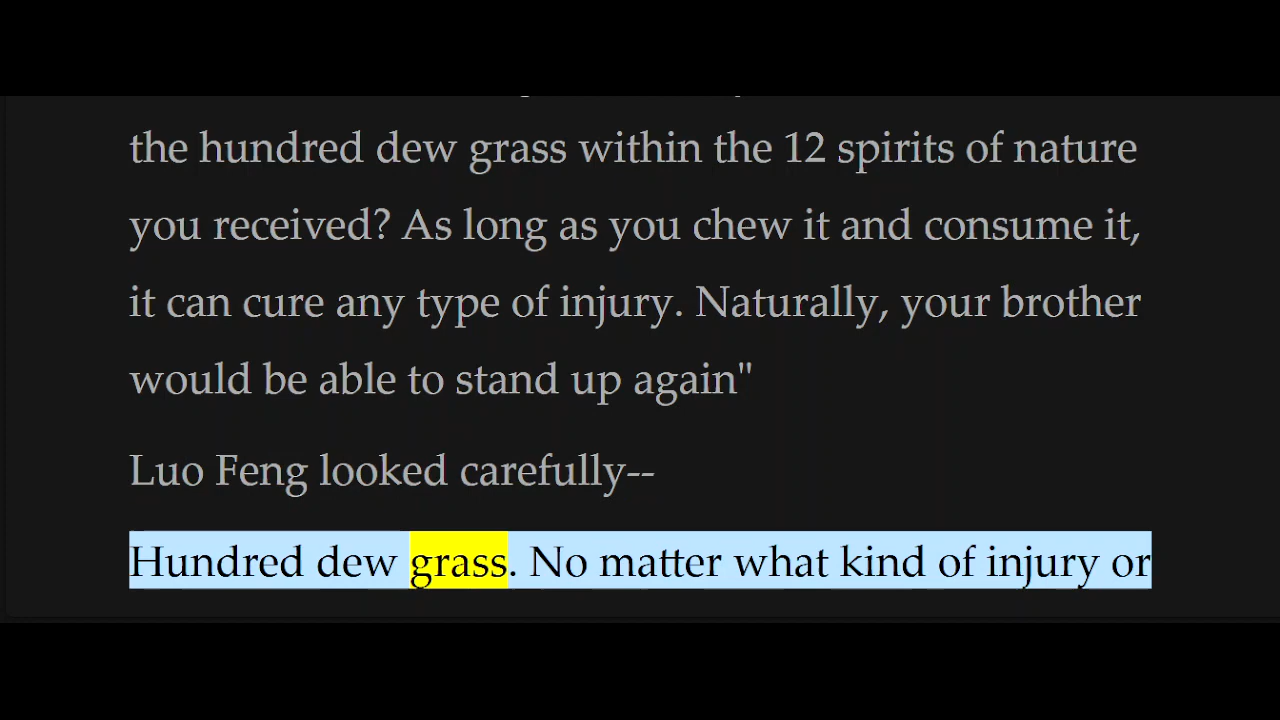 the hundred dew grass within the 12 spirits of nature
you received? As long as you chew it and consume it,
it can cure any type of injury. Naturally, your brother
would be able to stand up again"
Luo Feng looked carefully--
Hundred dew grass. No matter what kind of injury or